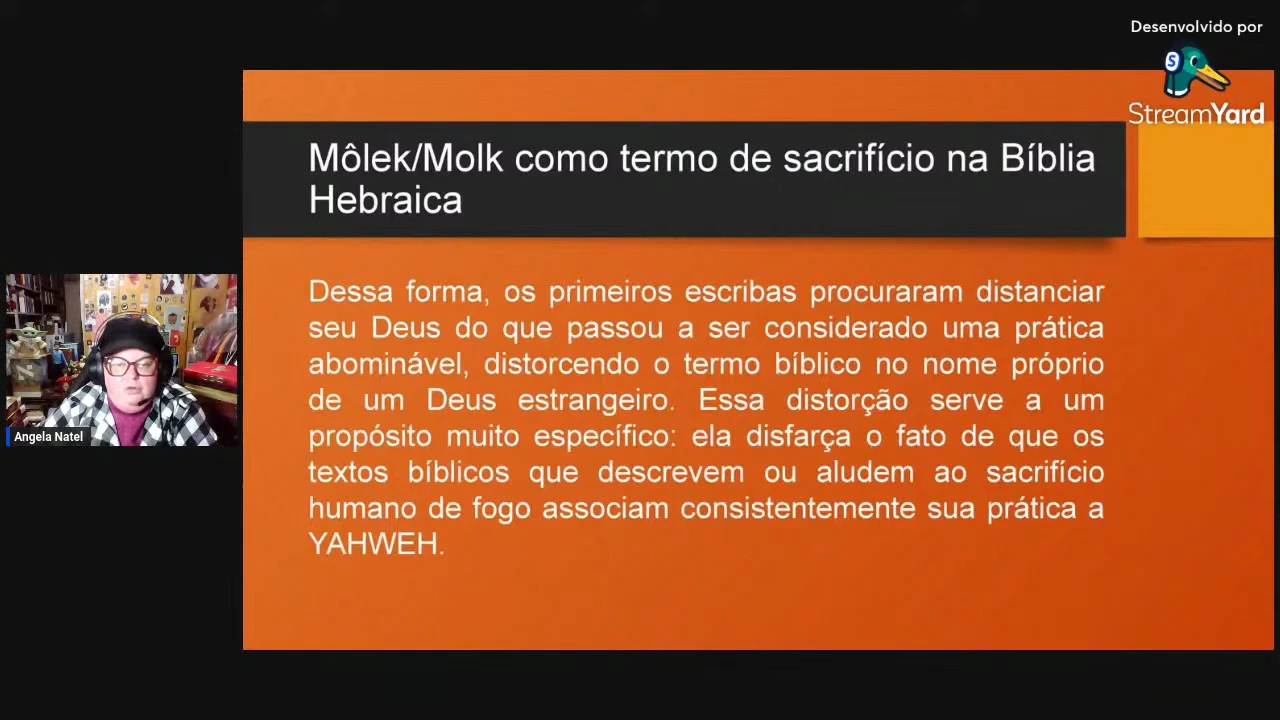 Desenvolvido por
StreamYard
Môlek/Molk como termo de sacrifício na Bíblia
Hebraica
Dessa forma, os primeiros escribas procuraram distanciar
seu Deus do que passou a ser considerado uma prática
abominável, distorcendo o termo bíblico no nome próprio
de um Deus estrangeiro. Essa distorção serve a um
propósito muito específico: ela disfarça o fato de que os
textos bíblicos que descrevem ou aludem ao sacrifício
humano de fogo associam consistentemente sua prática a
YAHWEH.
Angela Natel